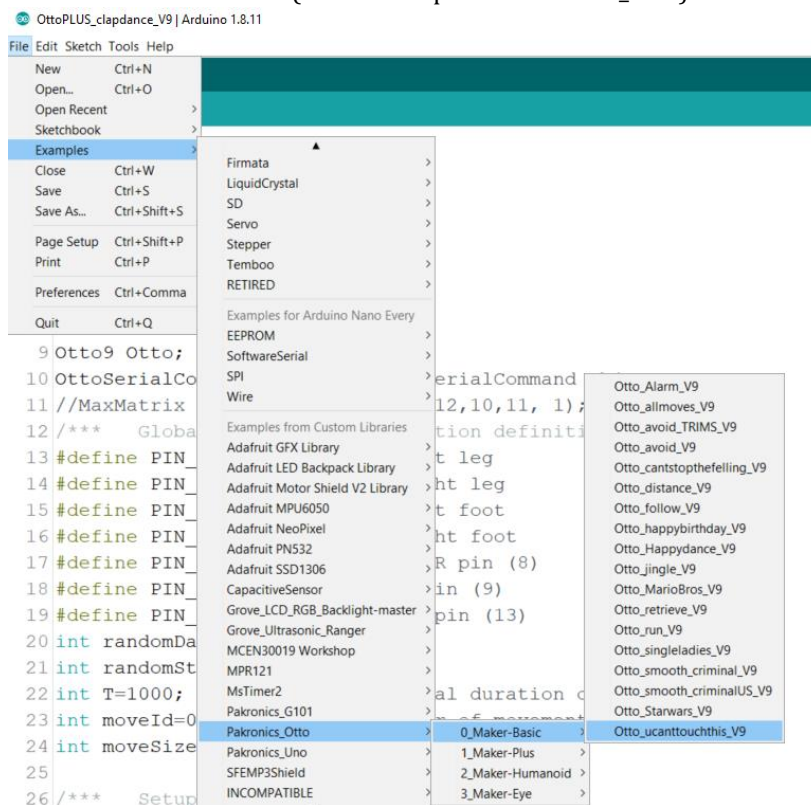 OttoPLUS_clapdance_V9 | Arduino 1.8.11
File Edit Sketch Tools Help
New Ctrl+N
Open... Ctrl+O
Open Recent
Sketchbook
Examples
Close Ctrl+W
Save Ctrl+S
Save As... Ctrl+Shift+S
Page Setup Ctrl+Shift+P
Print Ctrl+P
Preferences Ctrl+Comma
Quit Ctrl+Q
Firmata
LiquidCrystal
SD
Servo
Stepper
Temboo
RETIRED
Examples for Arduino Nano Every
EEPROM
SoftwareSerial
SPI
Wire
Examples from Custom Libraries
Adafruit GFX Library
Adafruit LED Backpack Library
Adafruit Motor Shield V2 Library
Adafruit MPU6050
Adafruit NeoPixel
Adafruit PN532
Adafruit SSD1306
CapacitiveSensor
Grove_LCD_RGB_Backlight-master
Grove_Ultrasonic_Ranger
MCEN30019 Workshop
MPR121
MsTimer2
Pakronics_G101
Pakronics_Otto
Pakronics_Uno
SFEMP3Shield
INCOMPATIBLE
0_Maker-Basic
1_Maker-Plus
2_Maker-Humanoid
3_Maker-Eye
Otto_Alarm_V9
Otto_allmoves_V9
Otto_avoid_TRIMS_V9
Otto_avoid_V9
Otto_cantstopthefelling_V9
Otto_distance_V9
Otto_follow_V9
Otto_happybirthday_V9
Otto_Happydance_V9
Otto_jingle_V9
Otto_MarioBros_V9
Otto_retrieve_V9
Otto_run_V9
Otto_singleladies_V9
Otto_smooth_criminal_V9
Otto_smooth_criminalUS_V9
Otto_Starwars_V9
Otto_ucanttouchthis_V9
9 Otto9 Otto;
10 OttoSerialCo erialCommand
11 //MaxMatrix 12,10,11, 1);
12 /*** Globa tion definiti
13 #define PIN_ t leg
14 #define PIN_ ht leg
15 #define PIN_ t foot
16 #define PIN_ ht foot
17 #define PIN_ R pin (8)
18 #define PIN_ in (9)
19 #define PIN_ pin (13)
20 int randomDa
21 int randomSt
22 int T=1000; al duration
23 int moveId=0 of movement
24 int moveSize
25
26 /*** Setup